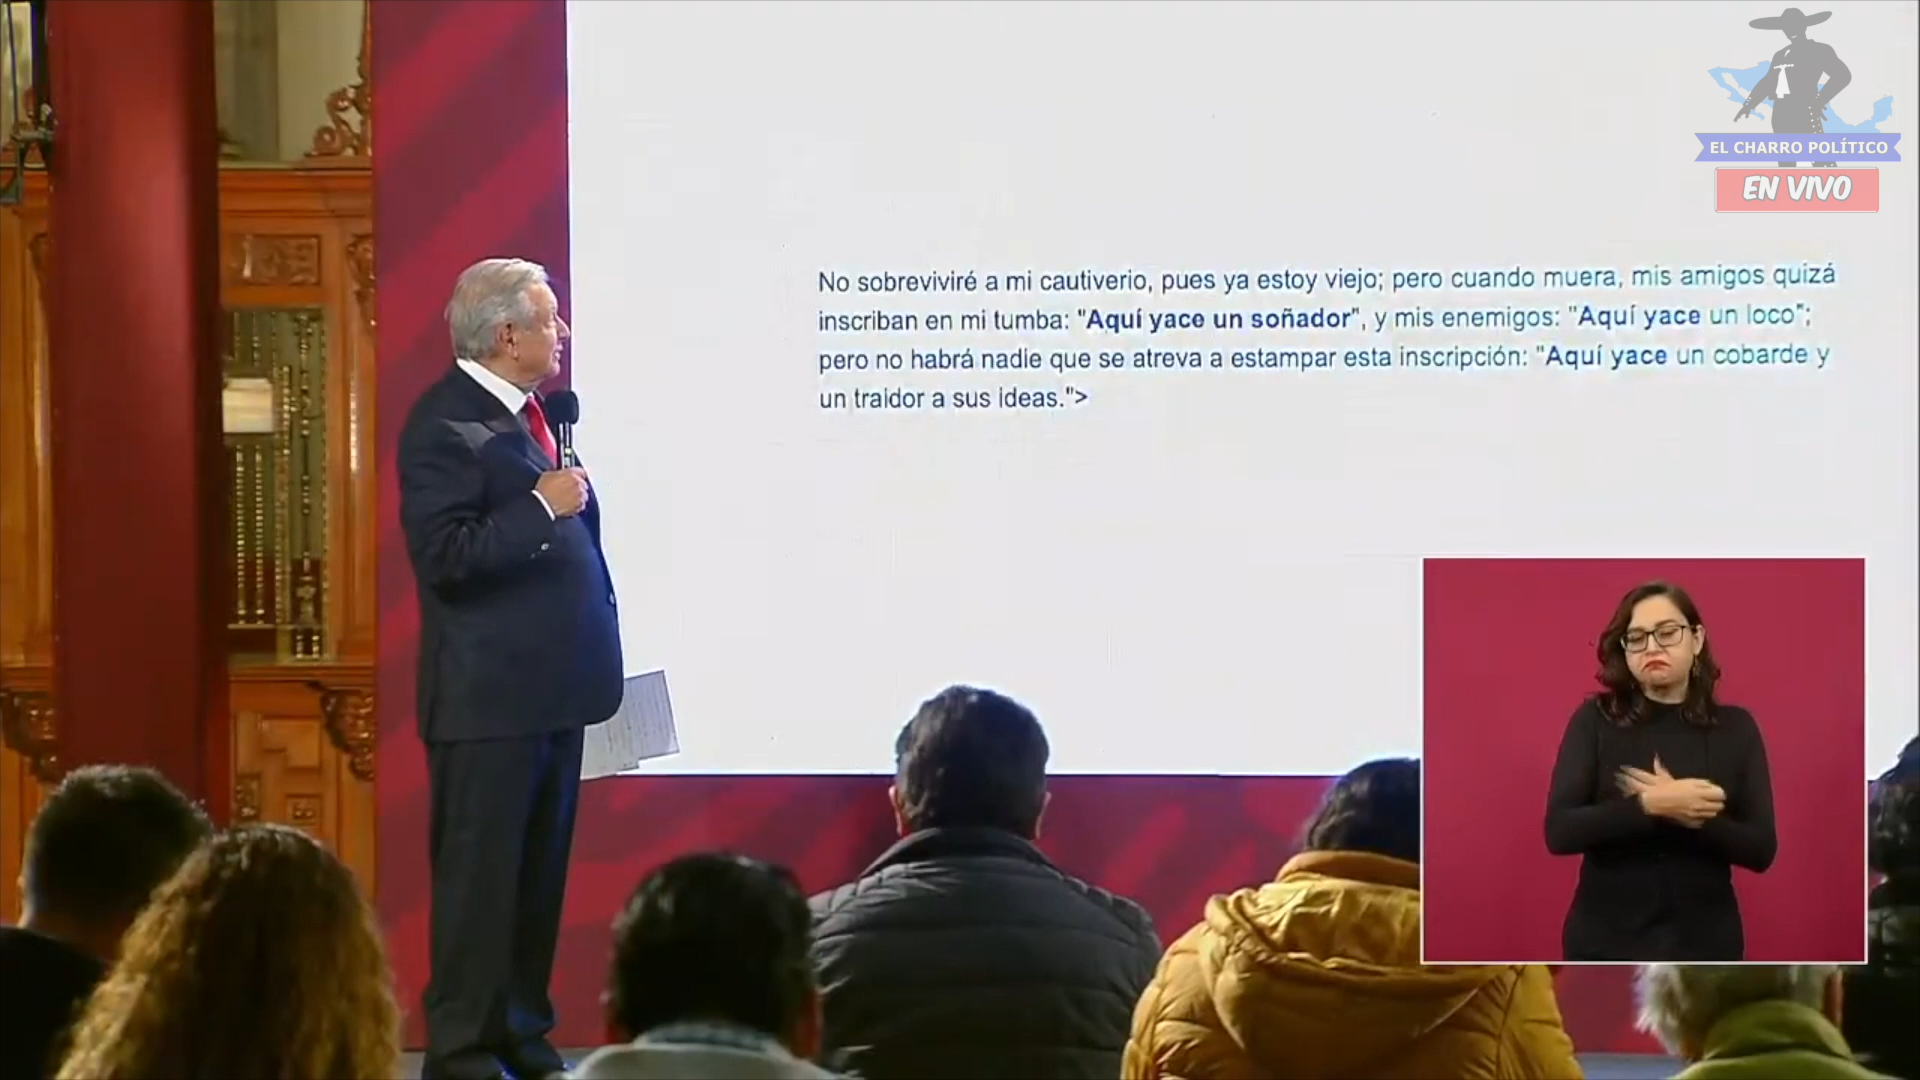 EL CHARRO POLÍTICO
EN VIVO
No sobreviviré a mi cautiverio, pues ya estoy viejo; pero cuando muera, mis amigos quizá
inscriban en mi tumba: "Aquí yace un soñador", y mis enemigos: "Aquí yace un loco";
pero no habrá nadie que se atreva a estampar esta inscripción: "Aquí yace un cobarde y
un traidor a sus ideas.">